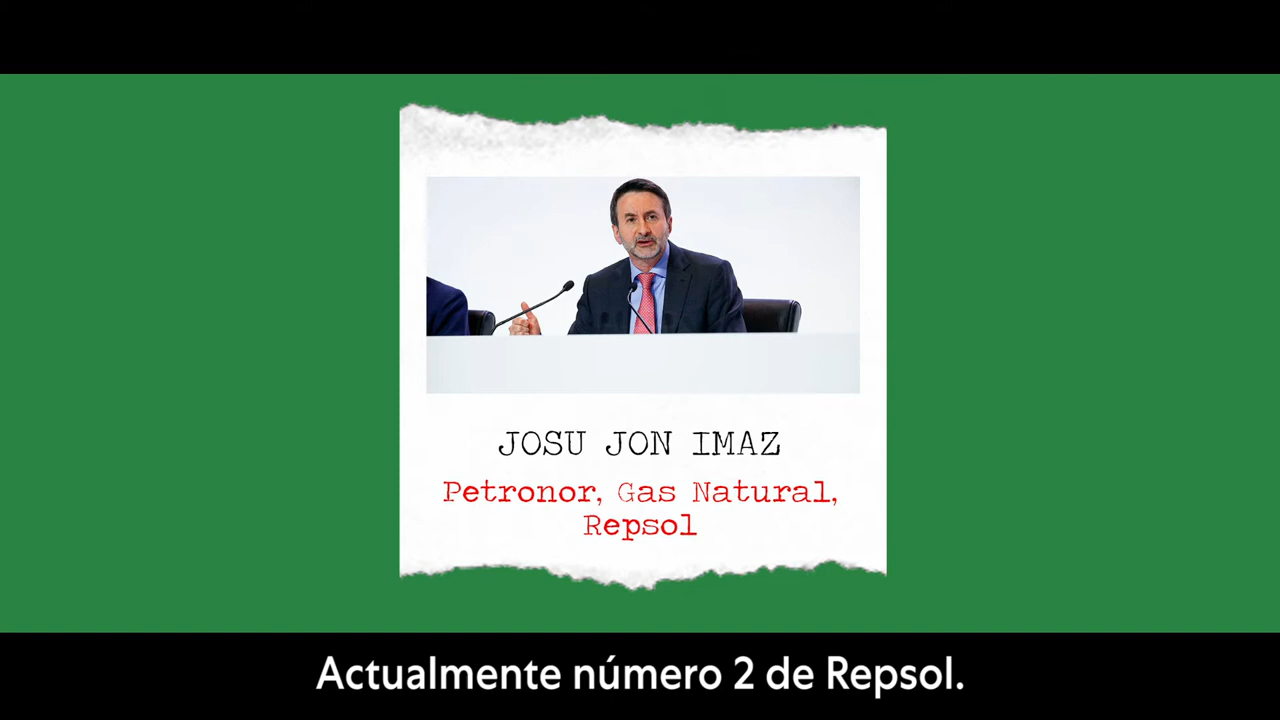 JOSU JON IMAZ
Petronor, Gas Natural,
Repsol
Actualmente número 2 de Repsol.